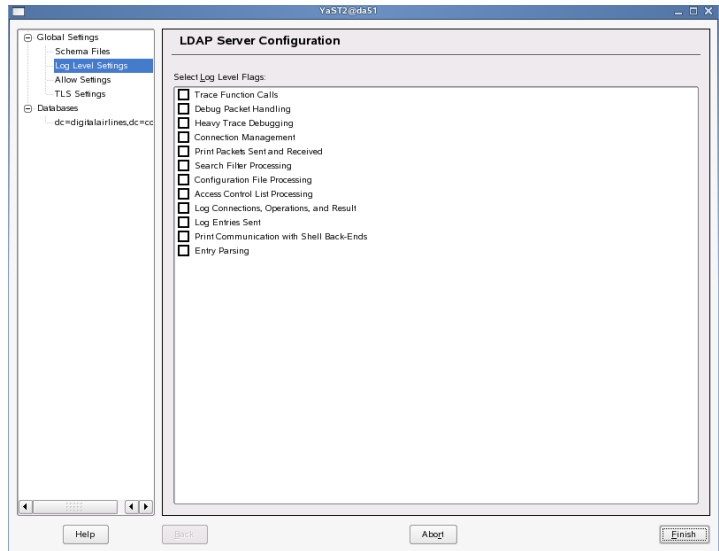 YaST2@da51
Global Settings
Schema Files
Log Level Settings
Allow Settings
TLS Settings
Databases
dc=digitalairlines,dc=cc
LDAP Server Configuration
Select Log Level Flags:
Trace Function Calls
Debug Packet Handling
Heavy Trace Debugging
Connection Management
Print Packets Sent and Received
Search Filter Processing
Configuration File Processing
Access Control List Processing
Log Connections, Operations, and Result
Log Entries Sent
Print Communication with Shell Back-Ends
Entry Parsing
Help
Back
Abort
Finish